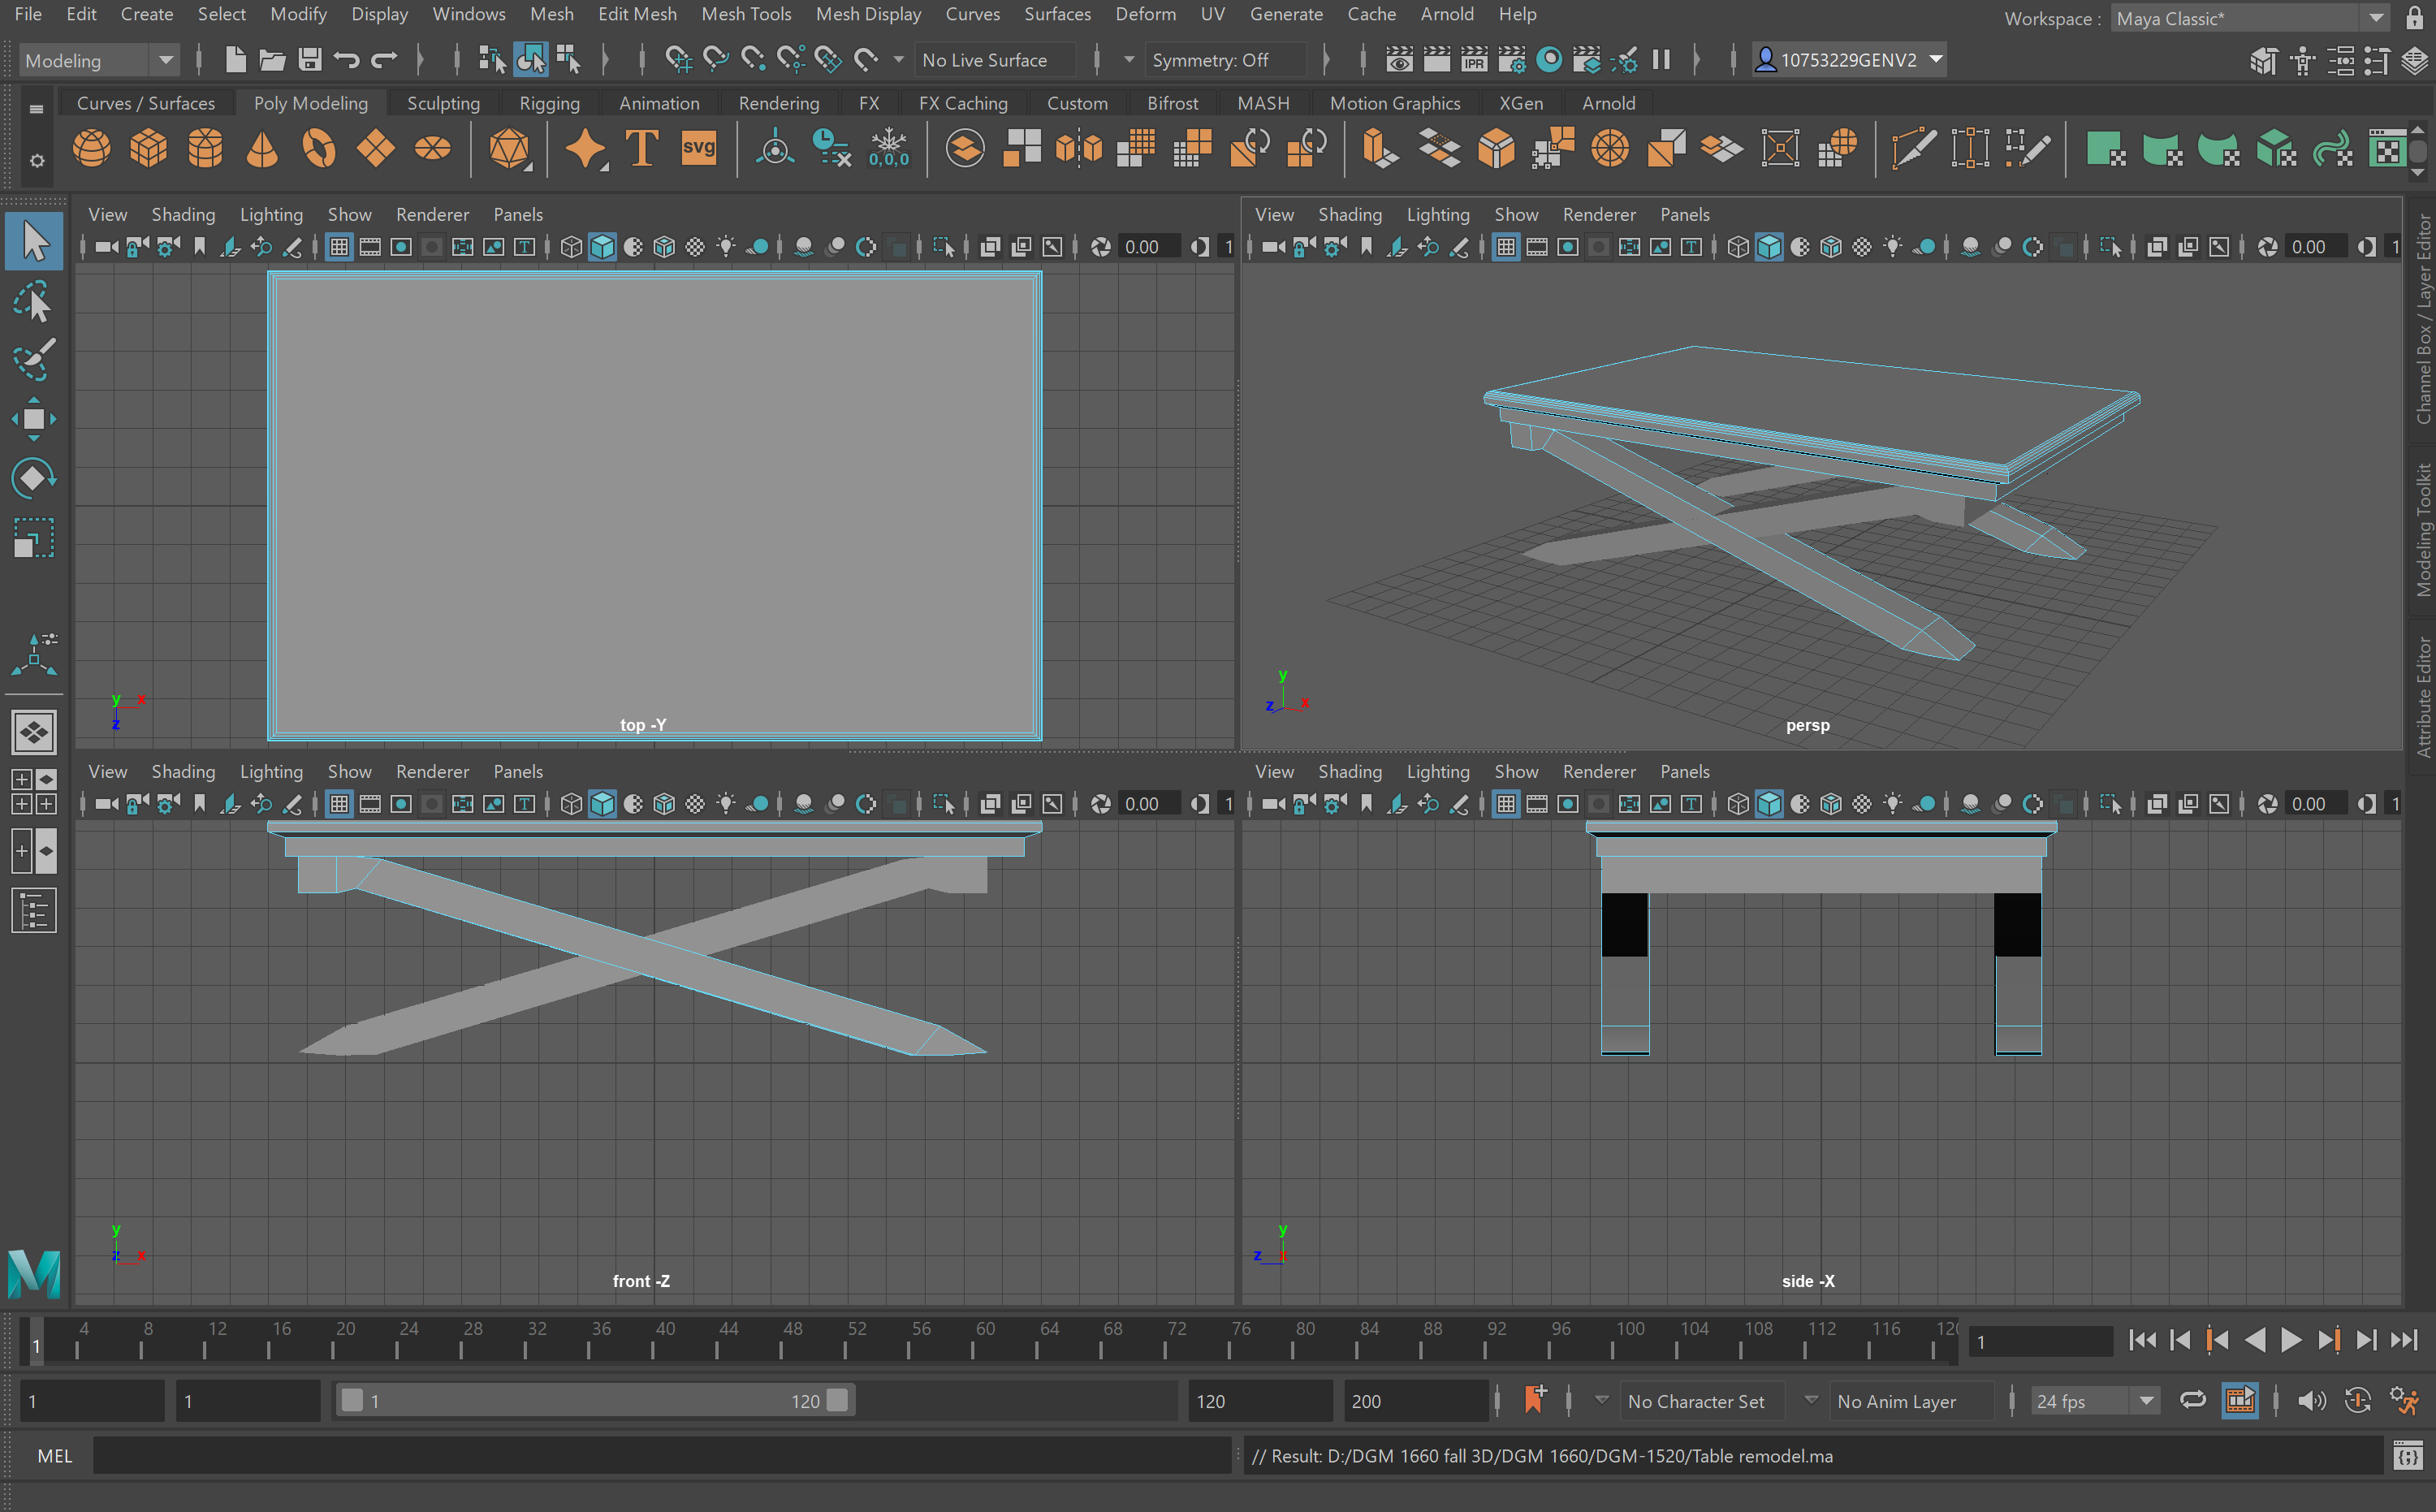 File Edit Create Select Modify Display Windows Mesh Edit Mesh Mesh Tools Mesh Display Curves Surfaces Deform UV Generate Cache Arnold Help
Workspace : Maya Classic*
Modeling No Live Surface Symmetry: Off IPR 10753229GENV2
Curves / Surfaces Poly Modeling Sculpting Rigging Animation Rendering FX FX Caching Custom Bifrost MASH Motion Graphics XGen Arnold
T svg 0,0,0
View Shading Lighting Show Renderer Panels
0.00 1
y x
z
top -Y
View Shading Lighting Show Renderer Panels
0.00 1
y
z x
persp
View Shading Lighting Show Renderer Panels
0.00 1
y
z x
front -Z
View Shading Lighting Show Renderer Panels
0.00 1
y
z x
side -X
Channel Box / Layer Editor
Modeling Toolkit
Attribute Editor
1 4 8 12 16 20 24 28 32 36 40 44 48 52 56 60 64 68 72 76 80 84 88 92 96 100 104 108 112 116 120 1
1 1 1 120 120 200 No Character Set No Anim Layer 24 fps
MEL // Result: D:/DGM 1660 fall 3D/DGM 1660/DGM-1520/Table remodel.ma